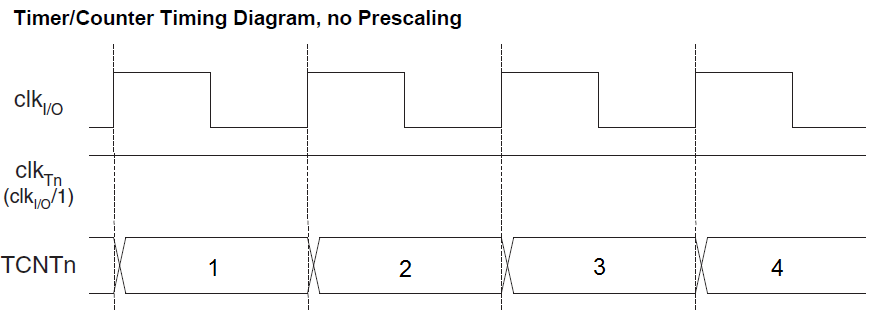 Timer/Counter Timing Diagram, no Prescaling
clkI/O
clkTn
(clkI/O/1)
TCNTn 1 2 3 4